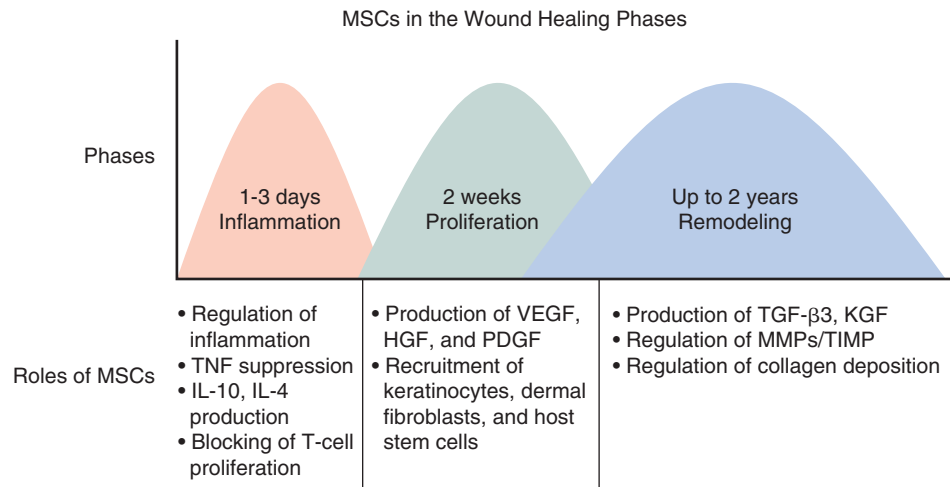 MSCs in the Wound Healing Phases
Phases
1-3 days
Inflammation
2 weeks
Proliferation
Up to 2 years
Remodeling
Roles of MSCs
• Regulation of
inflammation
• TNF suppression
• IL-10, IL-4
production
• Blocking of T-cell
proliferation
• Production of VEGF,
HGF, and PDGF
• Recruitment of
keratinocytes, dermal
fibroblasts, and host
stem cells
• Production of TGF-β3, KGF
• Regulation of MMPs/TIMP
• Regulation of collagen deposition